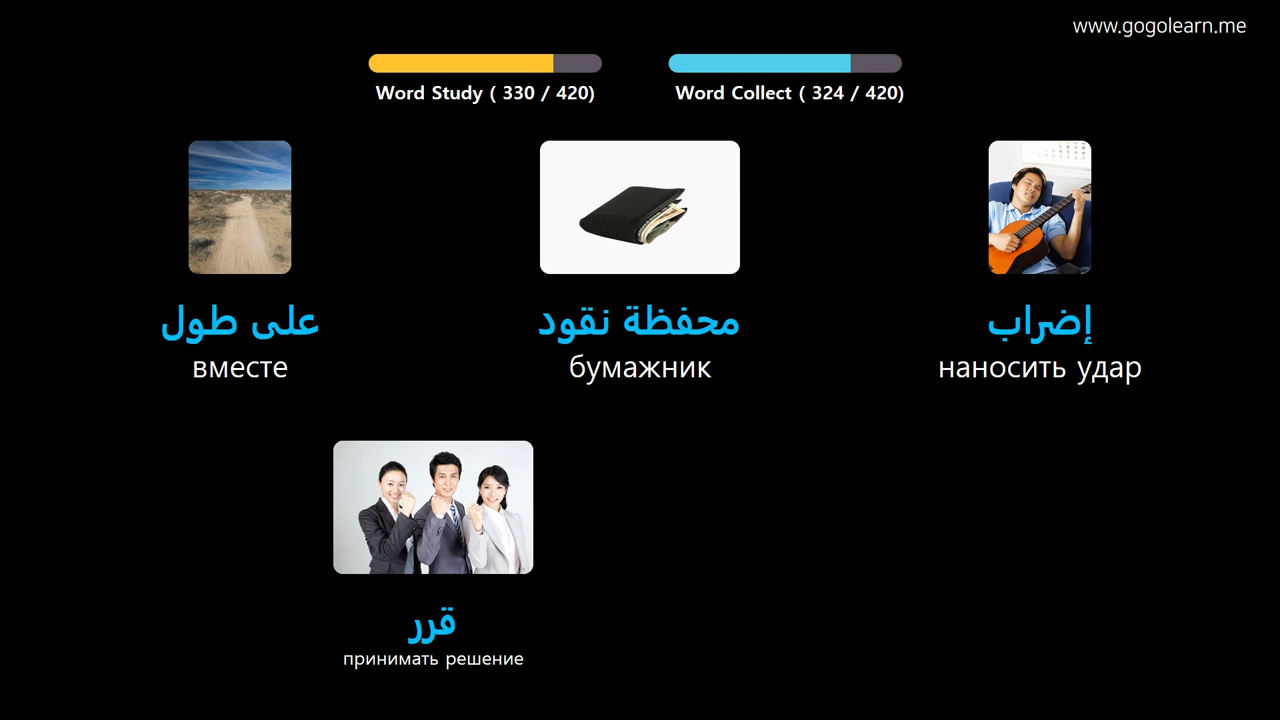 www.gogolearn.me
Word Study ( 330 / 420)
Word Collect ( 324 / 420)
على طول
вместе
محفظة نقود
бумажник
إضراب
наносить удар
قرر
принимать решение